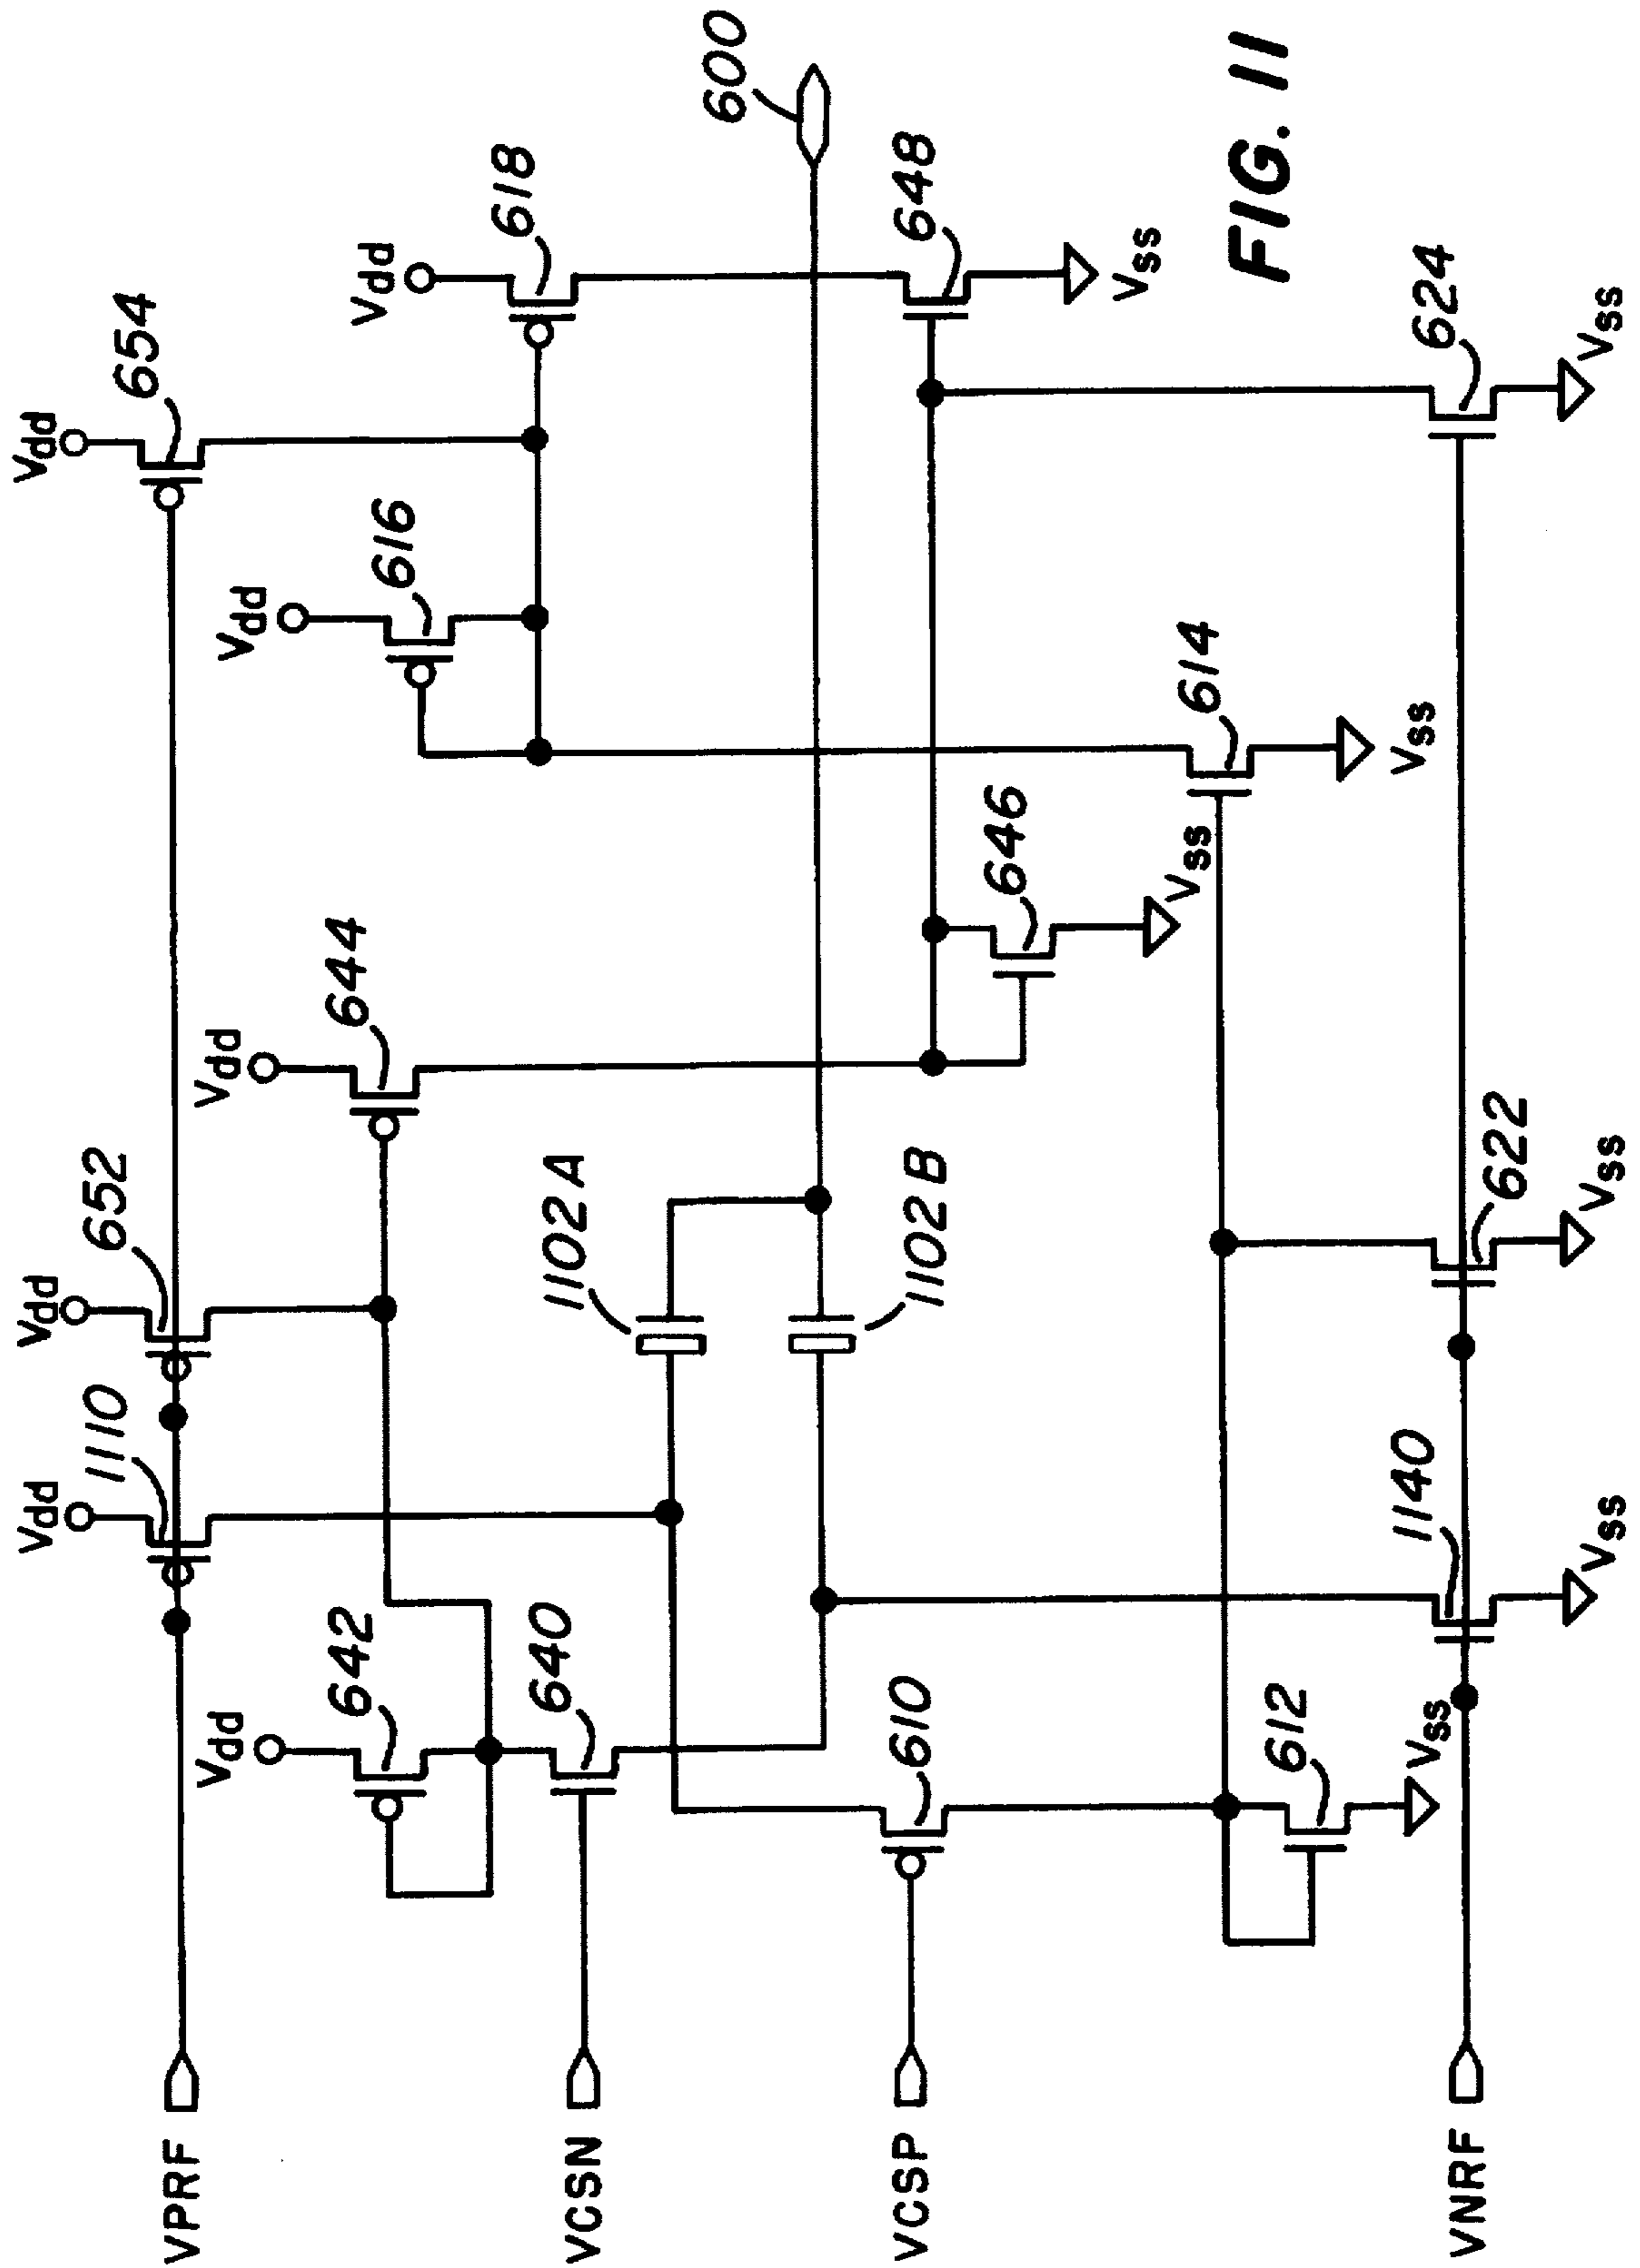 Vdd
654
Vdd
652
Vdd
1110
VPRF
Vdd
618
Vdd
616
Vdd
644
Vdd
642
600
1102A
640
VCSN
648
Vss
1102B
610
VCSP
646
Vss
614
Vss
612
Vss
624
Vss
622
Vss
1140
Vss
VNRF
FIG. 11